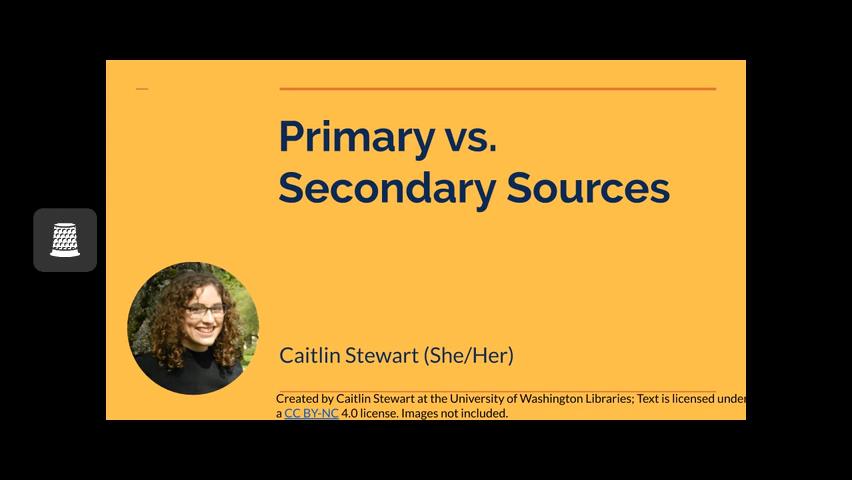 Primary vs.
Secondary Sources
Caitlin Stewart (She/Her)
Created by Caitlin Stewart at the University of Washington Libraries; Text is licensed under
a CC BY-NC 4.0 license. Images not included.